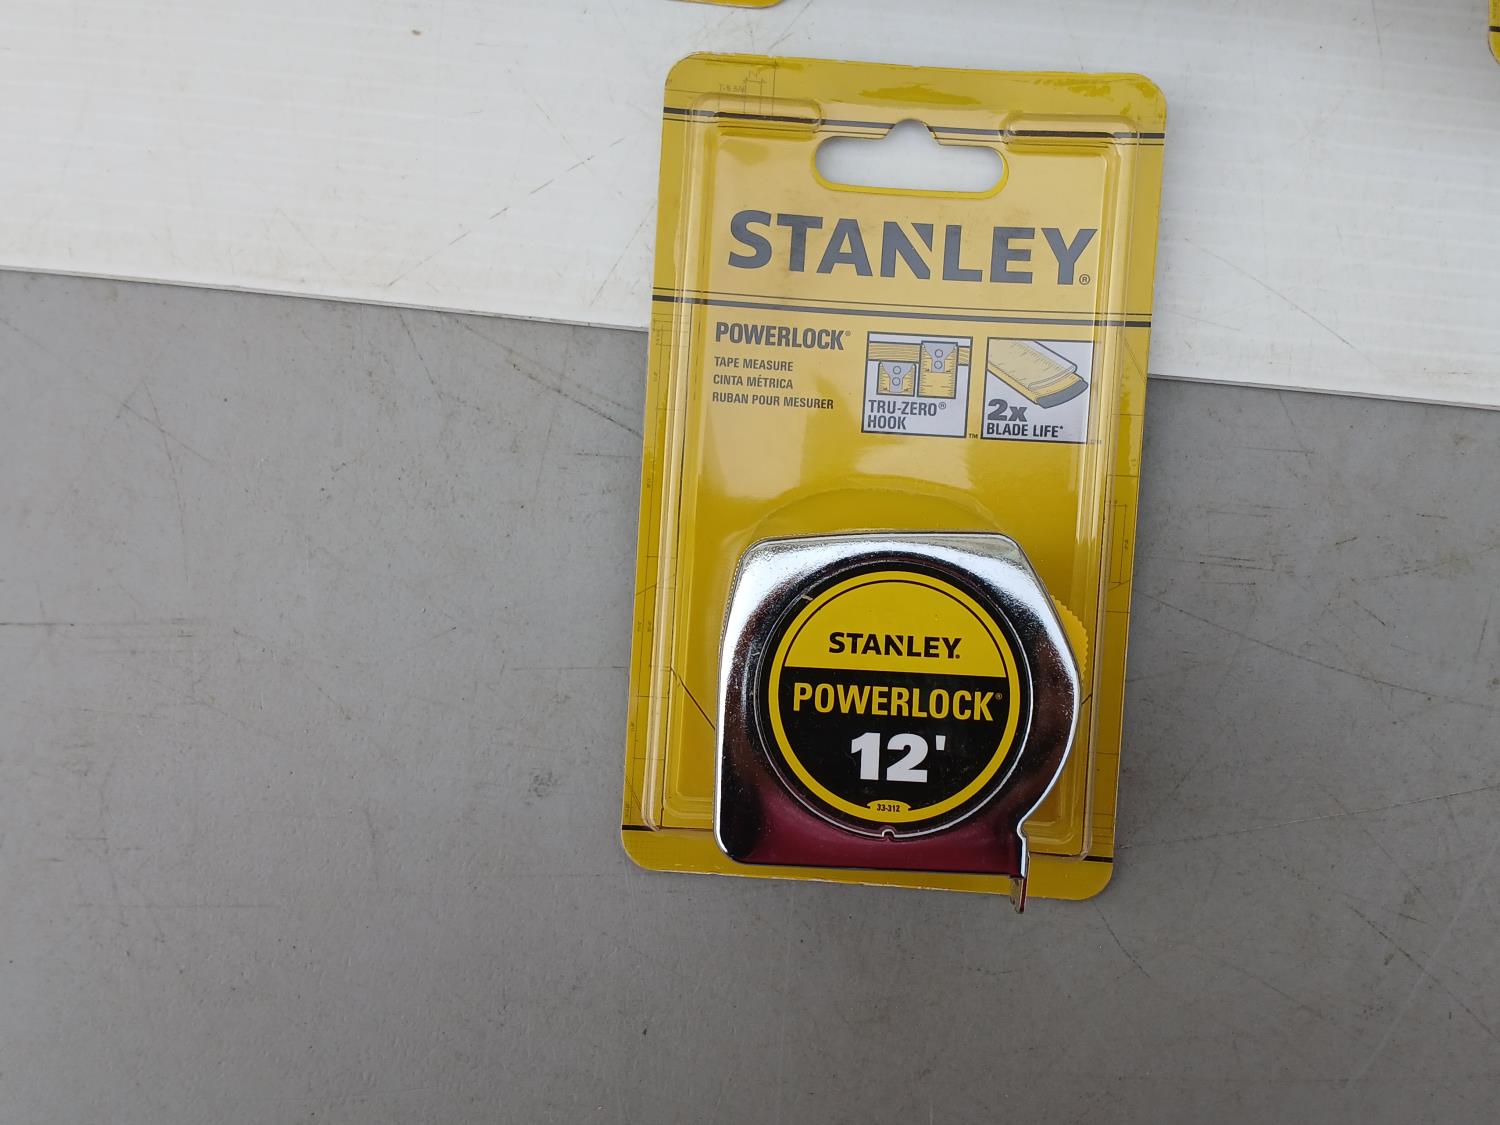 STANLEY®
POWERLOCK®
TAPE MEASURE
CINTA MÉTRICA
RUBAN POUR MESURER
TRU-ZERO®
HOOK™
2x
BLADE LIFE*
STANLEY.
POWERLOCK®
12'
33-312